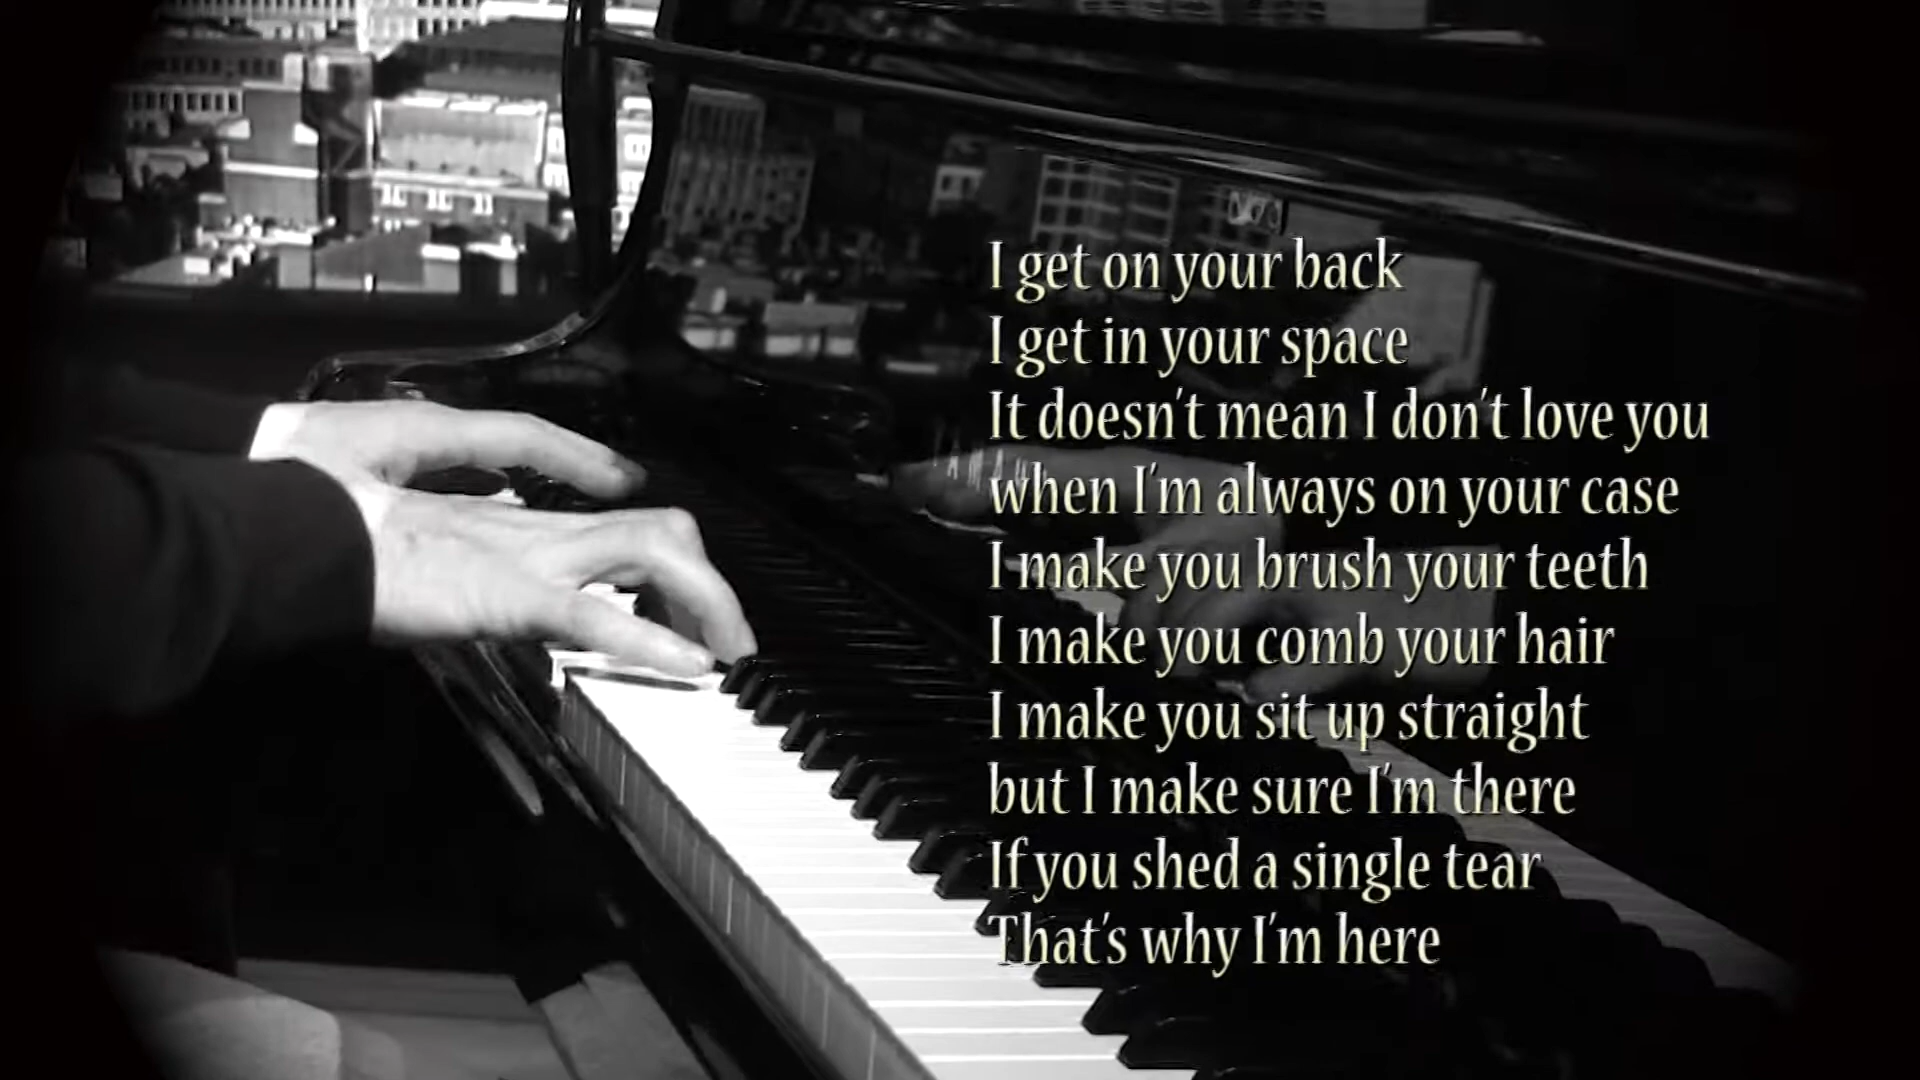 I get on your back
I get in your space
It doesn't mean I don't love you
when I'm always on your case
I make you brush your teeth
I make you comb your hair
I make you sit up straight
but I make sure I'm there
If you shed a single tear
That's why I'm here